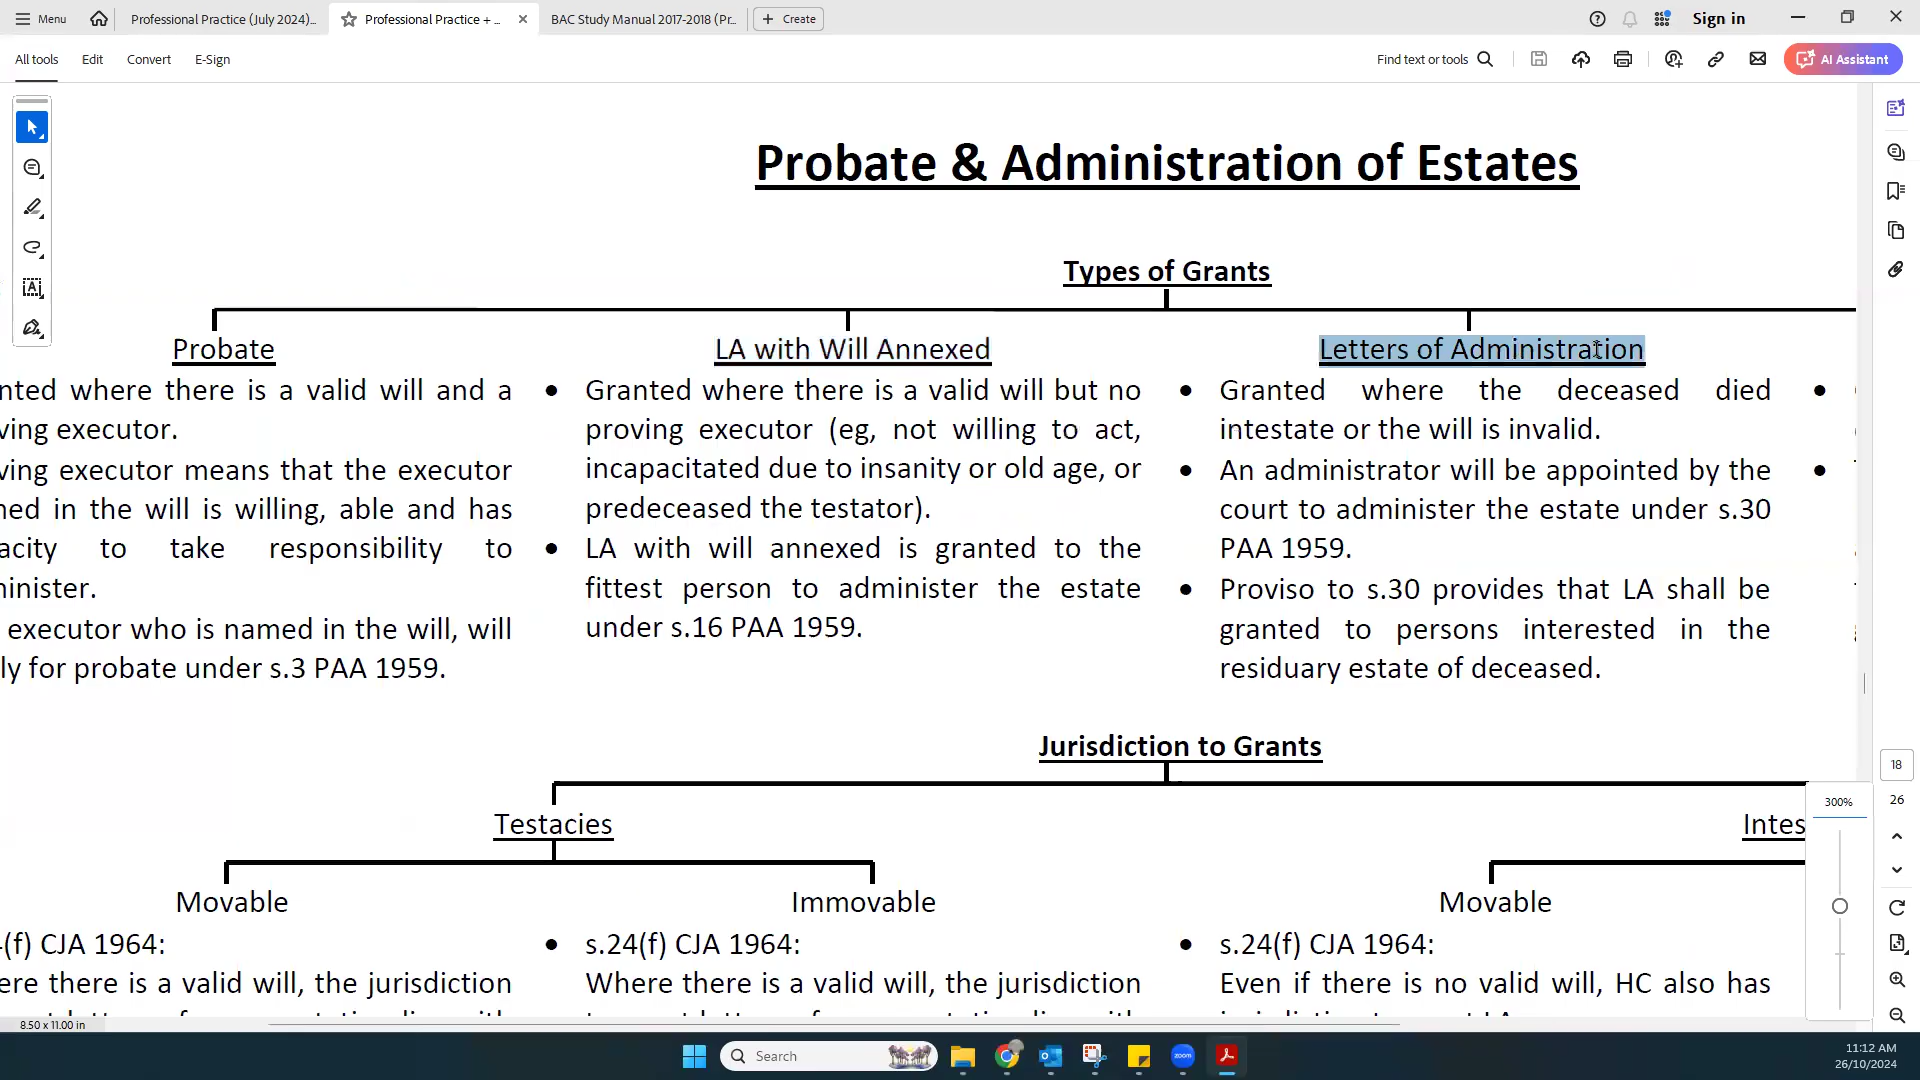 Professional Practice (July 2024)...
Professional Practice + ...
BAC Study Manual 2017-2018 (Pr...
Create
Sign in
Menu
All tools
Edit
Convert
E-Sign
Find text or tools
AI Assistant
Probate & Administration of Estates
Types of Grants
Probate
nted where there is a valid will and a
ving executor.
ving executor means that the executor
ned in the will is willing, able and has
acity to take responsibility to
ninister.
executor who is named in the will, will
ly for probate under s.3 PAA 1959.
LA with Will Annexed
• Granted where there is a valid will but no
proving executor (eg, not willing to act,
incapacitated due to insanity or old age, or
predeceased the testator).
• LA with will annexed is granted to the
fittest person to administer the estate
under s.16 PAA 1959.
Letters of Administration
• Granted where the deceased died
intestate or the will is invalid.
• An administrator will be appointed by the
court to administer the estate under s.30
PAA 1959.
• Proviso to s.30 provides that LA shall be
granted to persons interested in the
residuary estate of deceased.
Jurisdiction to Grants
Testacies
Intes
Movable
(f) CJA 1964:
ere there is a valid will, the jurisdiction
Immovable
• s.24(f) CJA 1964:
Where there is a valid will, the jurisdiction
Movable
• s.24(f) CJA 1964:
Even if there is no valid will, HC also has
18
26
300%
8.50 x 11.00 in
Search
zoom
11:12 AM
26/10/2024